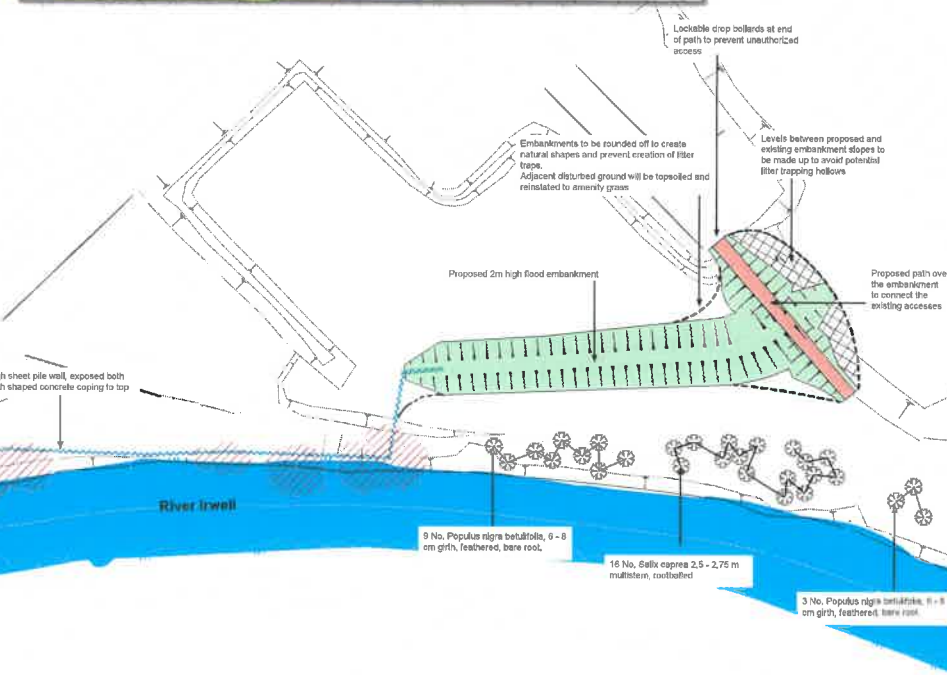 Lockable drop bollards at end
of path to prevent unauthorized
access
Embankments to be rounded off to create
natural shapes and prevent creation of litter
traps.
Adjacent disturbed ground will be topsoiled and
reinstated to amenity grass
Levels between proposed and
existing embankment slopes to
be made up to avoid potential
litter trapping hollows
Proposed 2m high flood embankment
Proposed path ove
the embankment
to connect the
existing accesses
h sheet pile wall, exposed both
h shaped concrete coping to top
River Irwell
9 No. Populus nigra betulifolia, 6 - 8
cm girth, feathered, bare root.
16 No. Salix caprea 2,5 - 2,75 m
multistem, rootballed
3 No. Populus nigra betulifolia, 6 - 8
cm girth, feathered, bare root.